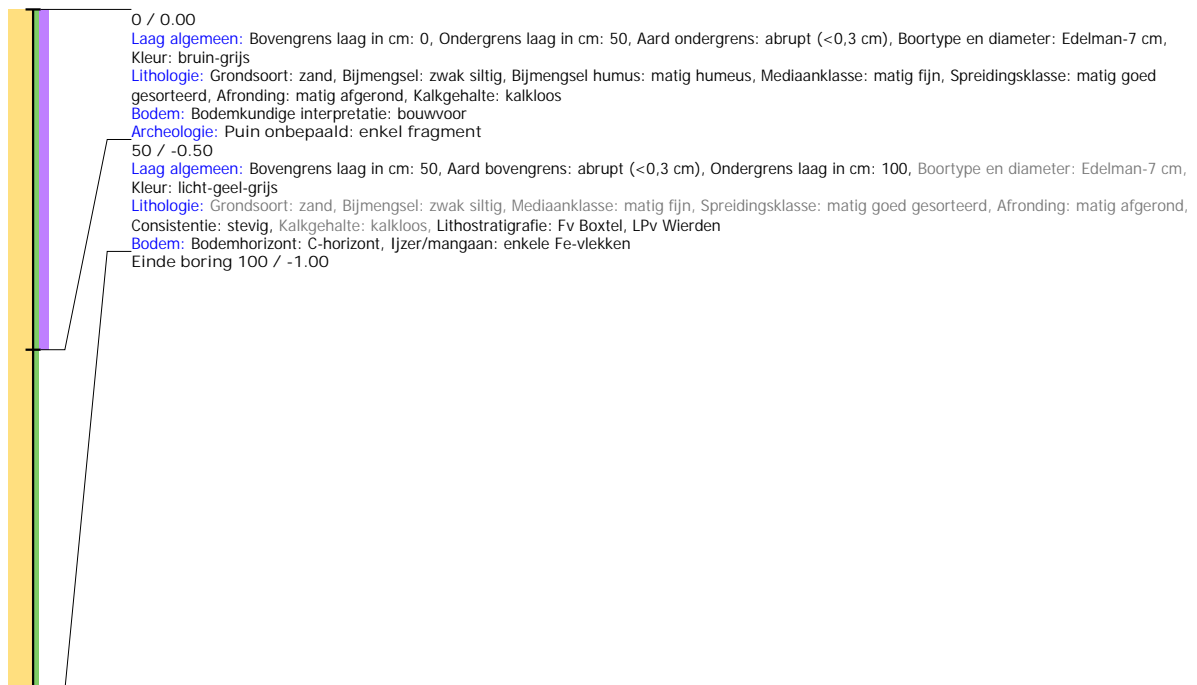 0 / 0.00
Laag algemeen: Bovengrens laag in cm: 0, Ondergrens laag in cm: 50, Aard ondergrens: abrupt (<0,3 cm), Boortype en diameter: Edelman-7 cm,
Kleur: bruin-grijs
Lithologie: Grondsoort: zand, Bijmengsel: zwak siltig, Bijmengsel humus: matig humeus, Mediaanklasse: matig fijn, Spreidingsklasse: matig goed
gesorteerd, Afronding: matig afgerond, Kalkgehalte: kalkloos
Bodem: Bodemkundige interpretatie: bouwvoor
Archeologie: Puin onbepaald: enkel fragment
50 / -0.50
Laag algemeen: Bovengrens laag in cm: 50, Aard bovengrens: abrupt (<0,3 cm), Ondergrens laag in cm: 100, Boortype en diameter: Edelman-7 cm,
Kleur: licht-geel-grijs
Lithologie: Grondsoort: zand, Bijmengsel: zwak siltig, Mediaanklasse: matig fijn, Spreidingsklasse: matig goed gesorteerd, Afronding: matig afgerond,
Consistentie: stevig, Kalkgehalte: kalkloos, Lithostratigrafie: Fv Boxtel, LPv Wierden
Bodem: Bodemhorizont: C-horizont, Ijzer/mangaan: enkele Fe-vlekken
Einde boring 100 / -1.00